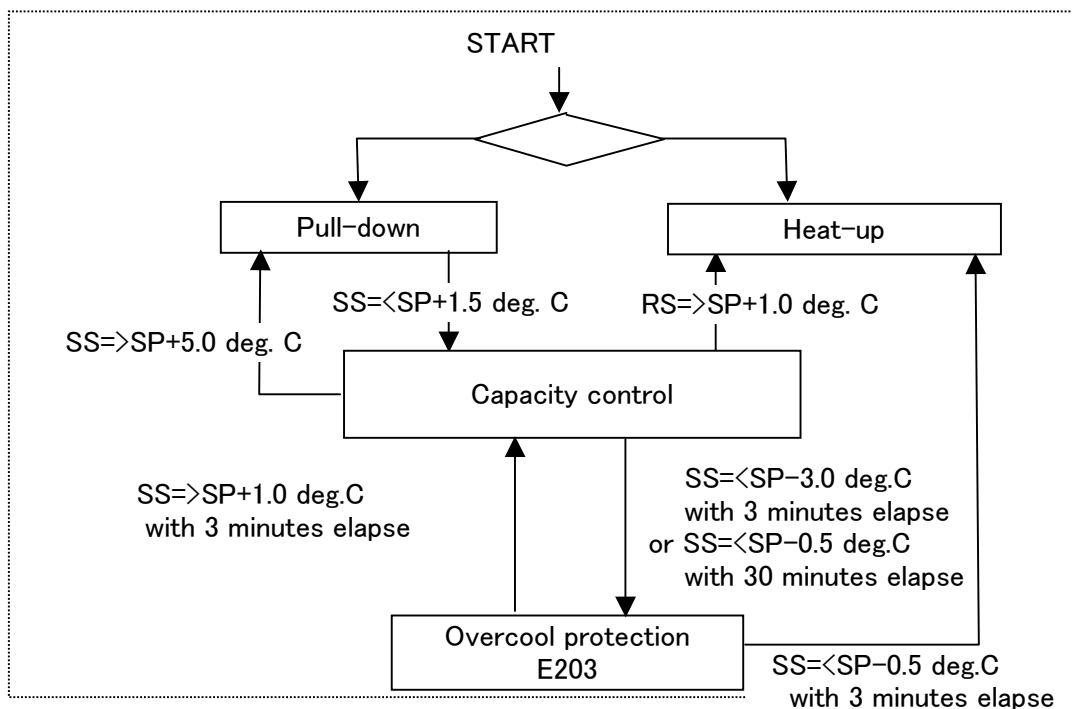 START
Pull-down
Heat-up
SS=<SP+1.5 deg. C
RS=>SP+1.0 deg. C
SS=>SP+5.0 deg. C
Capacity control
SS=>SP+1.0 deg.C
with 3 minutes elapse
SS=<SP-3.0 deg.C
with 3 minutes elapse
or SS=<SP-0.5 deg.C
with 30 minutes elapse
Overcool protection
E203
SS=<SP-0.5 deg.C
with 3 minutes elapse